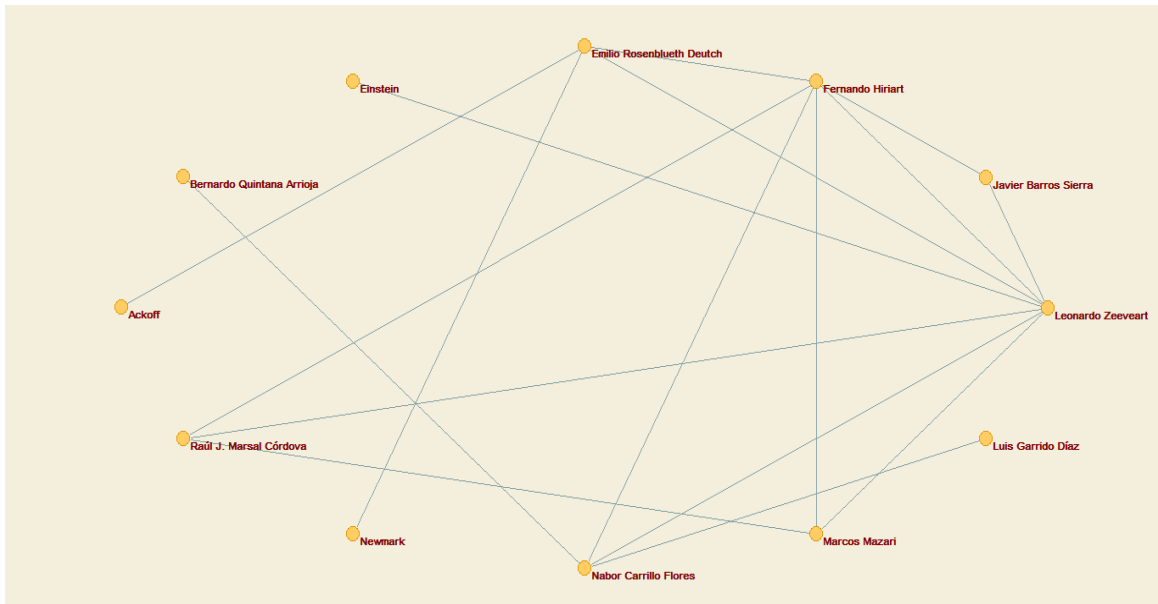 Emilio Rosenblueth Deutch
Einstein
Fernando Hiriart
Bernardo Quintana Arrioja
Javier Barros Sierra
Ackoff
Leonardo Zeeveart
Raúl J. Marsal Córdova
Luis Garrido Díaz
Newmark
Marcos Mazari
Nabor Carrillo Flores